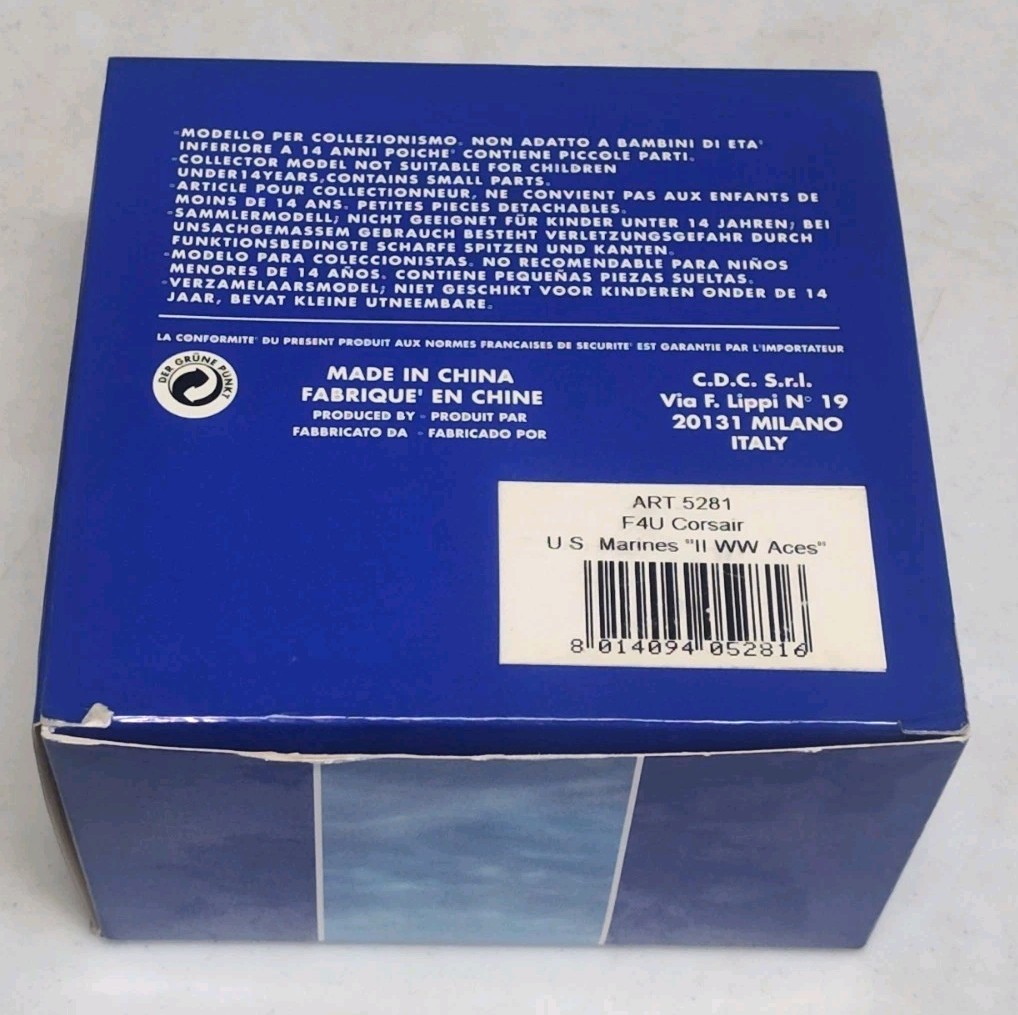 •MODELLO PER COLLEZIONISMO. NON ADATTO A BAMBINI DI ETA'
INFERIORE A 14 ANNI POICHE' CONTIENE PICCOLE PARTI.
•COLLECTOR MODEL NOT SUITABLE FOR CHILDREN
UNDER14YEARS,CONTAINS SMALL PARTS.
•ARTICLE POUR COLLECTIONNEUR, NE CONVIENT PAS AUX ENFANTS DE
MOINS DE 14 ANS. PETITES PIECES DETACHABLES.
•SAMMLERMODELL; NICHT GEEIGNET FÜR KINDER UNTER 14 JAHREN; BEI
UNSACHGEMASSEM GEBRAUCH BESTEHT VERLETZUNGSGEFAHR DURCH
FUNKTIONSBEDINGTE SCHARFE SPITZEN UND KANTEN.
•MODELO PARA COLECCIONISTAS. NO RECOMENDABLE PARA NIÑOS
MENORES DE 14 AÑOS. CONTIENE PEQUEÑAS PIEZAS SUELTAS.
•VERZAMELAARSMODEL; NIET GESCHIKT VOOR KINDEREN ONDER DE 14
JAAR, BEVAT KLEINE UTNEEMBARE.
LA CONFORMITE' DU PRESENT PRODUIT AUX NORMES FRANCAISES DE SECURITE' EST GARANTIE PAR L'IMPORTATEUR
DER GRÜNE PUNKT
MADE IN CHINA
FABRIQUE' EN CHINE
PRODUCED BY - PRODUIT PAR
FABBRICATO DA - FABRICADO POR
C.D.C. S.r.l.
Via F. Lippi N° 19
20131 MILANO
ITALY
ART 5281
F4U Corsair
U S Marines "II WW Aces"
8 014094 052816